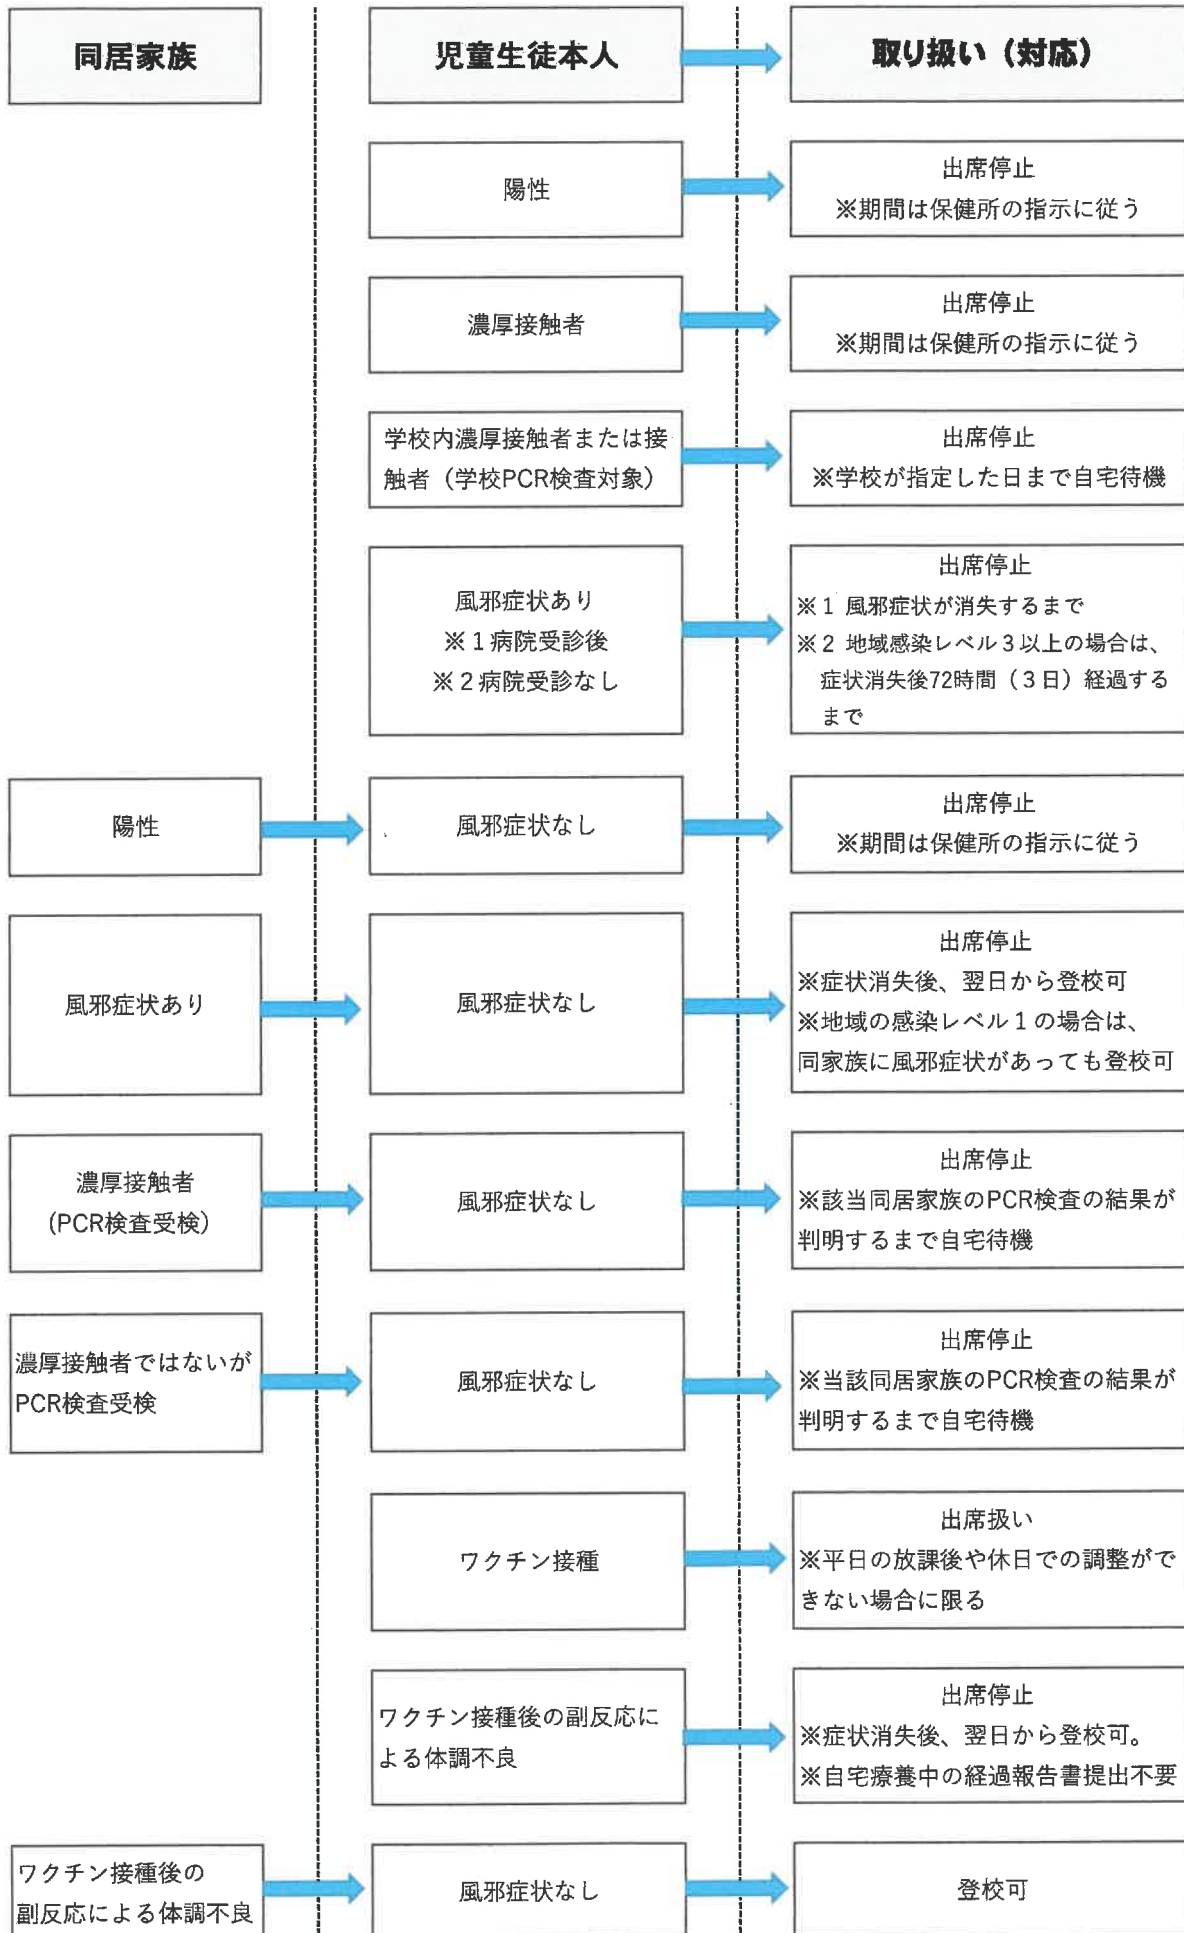 同居家族
児童生徒本人
取り扱い（対応）
陽性
出席停止
※期間は保健所の指示に従う
濃厚接触者
出席停止
※期間は保健所の指示に従う
学校内濃厚接触者または接
触者（学校PCR検査対象）
出席停止
※学校が指定した日まで自宅待機
風邪症状あり
※１病院受診後
※２病院受診なし
出席停止
※１ 風邪症状が消失するまで
※２ 地域感染レベル３以上の場合は、
症状消失後72時間（３日）経過する
まで
陽性
風邪症状なし
出席停止
※期間は保健所の指示に従う
風邪症状あり
風邪症状なし
出席停止
※症状消失後、翌日から登校可
※地域の感染レベル１の場合は、
同家族に風邪症状があっても登校可
濃厚接触者
(PCR検査受検）
風邪症状なし
出席停止
※該当同居家族のPCR検査の結果が
判明するまで自宅待機
濃厚接触者ではないが
PCR検査受検
風邪症状なし
出席停止
※当該同居家族のPCR検査の結果が
判明するまで自宅待機
ワクチン接種
出席扱い
※平日の放課後や休日での調整がで
きない場合に限る
ワクチン接種後の副反応に
よる体調不良
出席停止
※症状消失後、翌日から登校可。
※自宅療養中の経過報告書提出不要
ワクチン接種後の
副反応による体調不良
風邪症状なし
登校可